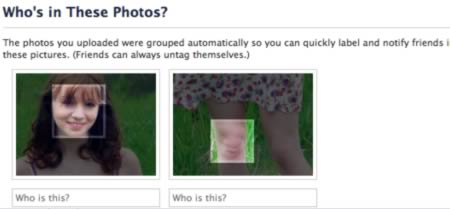 Who's in These Photos?
The photos you uploaded were grouped automatically so you can quickly label and notify friends i
these pictures. (Friends can always untag themselves.)
Who is this?
Who is this?